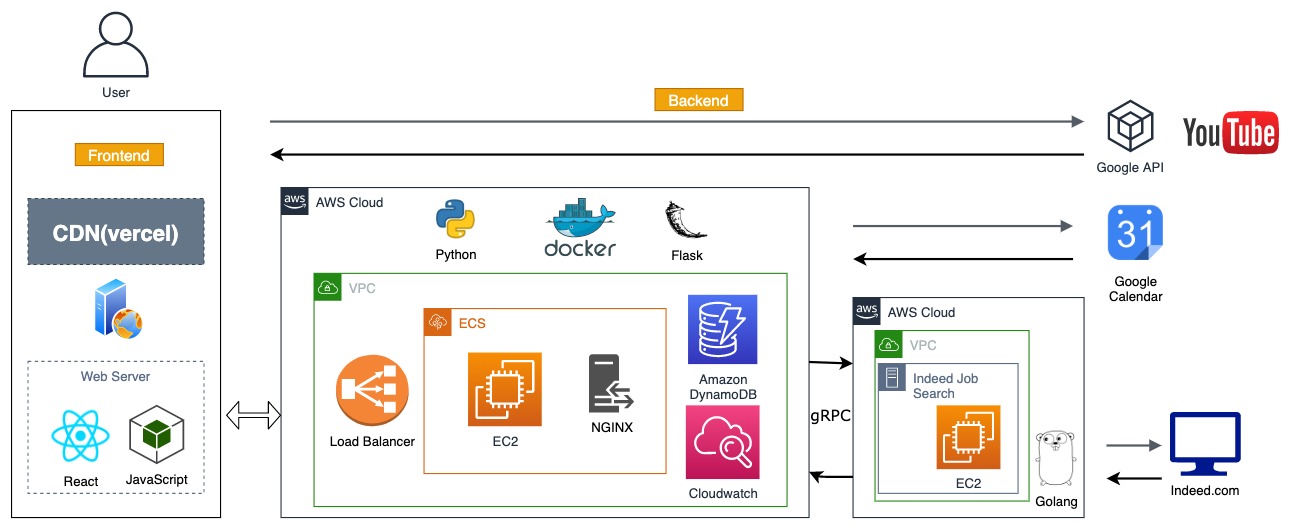 User
Frontend
CDN(vercel)
Web Server
React
JavaScript
Backend
Google API
YouTube
aws
AWS Cloud
Python
docker
Flask
VPC
ECS
Load Balancer
EC2
NGINX
Amazon
DynamoDB
Cloudwatch
gRPC
31
Google
Calendar
aws
AWS Cloud
VPC
Indeed Job
Search
EC2
Golang
Indeed.com